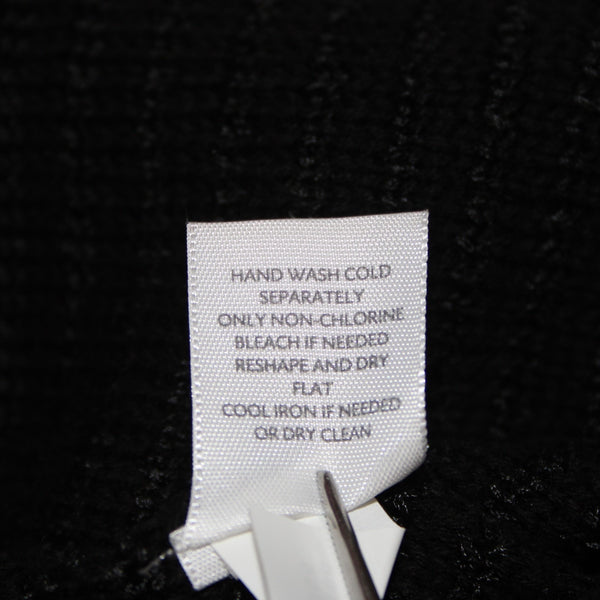 HAND WASH COLD
SEPARATELY
ONLY NON-CHLORINE
BLEACH IF NEEDED
RESHAPE AND DRY
FLAT
COOL IRON IF NEEDED
OR DRY CLEAN